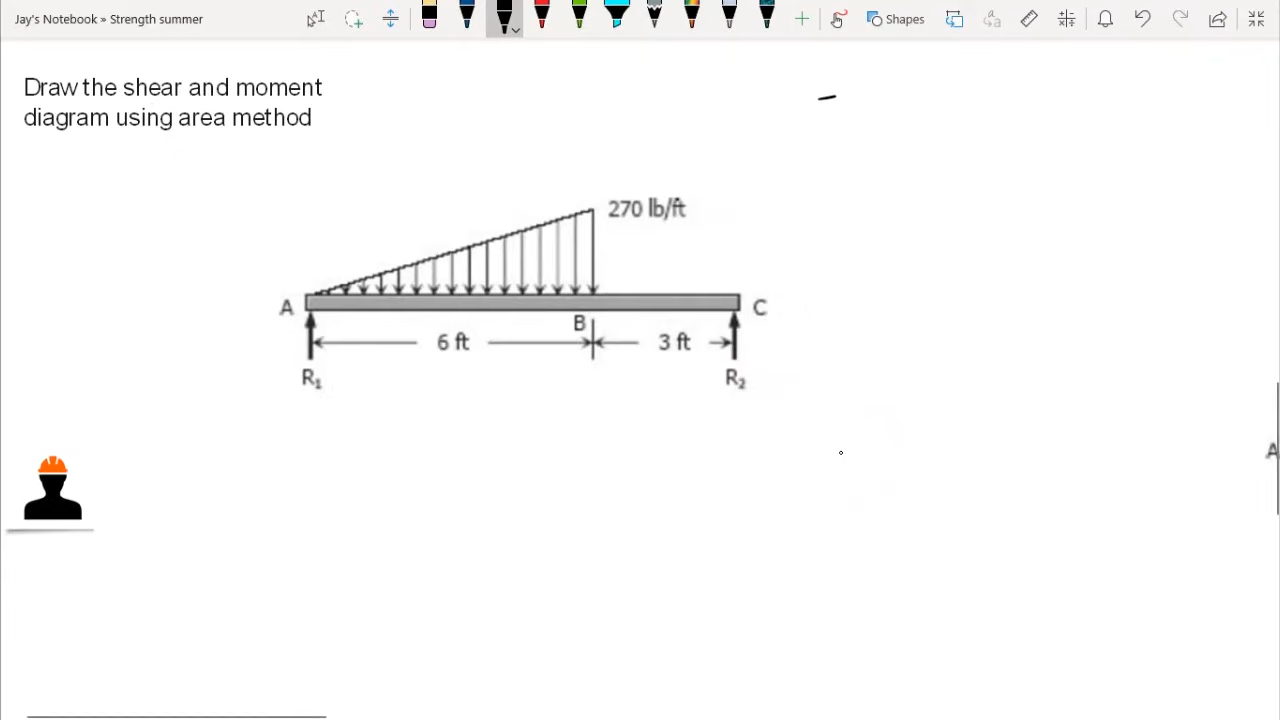 Jay's Notebook » Strength summer
Shapes
Draw the shear and moment
diagram using area method
270 lb/ft
A
C
B
6 ft
3 ft
R₁
R₂
A